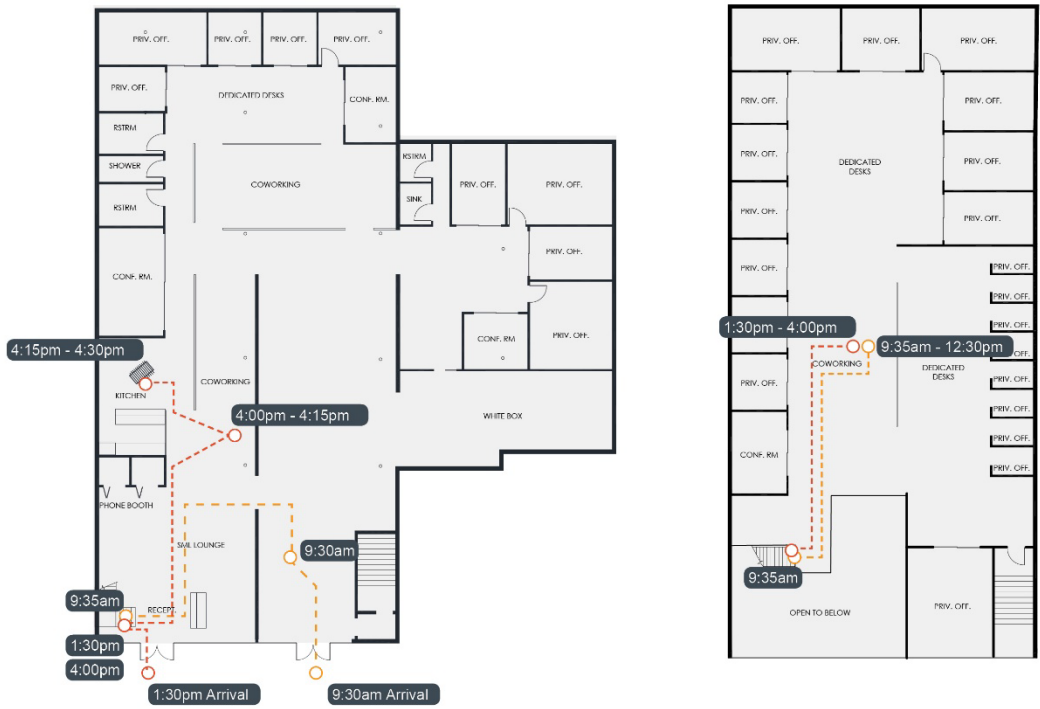 PRIV. OFF.
PRIV. OFF.
PRIV. OFF.
PRIV. OFF.
PRIV. OFF.
DEDICATED DESKS
CONF. RM.
RSTRM
SHOWER
COWORKING
RSTRM
RSTRM
SINK
PRIV. OFF.
PRIV. OFF.
CONF. RM.
PRIV. OFF.
CONF. RM
PRIV. OFF.
4:15pm - 4:30pm
KITCHEN
COWORKING
4:00pm - 4:15pm
WHITE BOX
PHONE BOOTH
SML LOUNGE
9:30am
9:35am
RECEPT.
1:30pm
4:00pm
1:30pm Arrival
9:30am Arrival
PRIV. OFF.
PRIV. OFF.
PRIV. OFF.
PRIV. OFF.
PRIV. OFF.
PRIV. OFF.
PRIV. OFF.
DEDICATED
DESKS
PRIV. OFF.
PRIV. OFF.
PRIV. OFF.
PRIV. OFF.
PRIV. OFF.
PRIV. OFF.
1:30pm - 4:00pm
9:35am - 12:30pm
COWORKING
PRIV. OFF.
DEDICATED
DESKS
PRIV. OFF.
PRIV. OFF.
PRIV. OFF.
PRIV. OFF.
CONF. RM
PRIV. OFF.
9:35am
OPEN TO BELOW
PRIV. OFF.